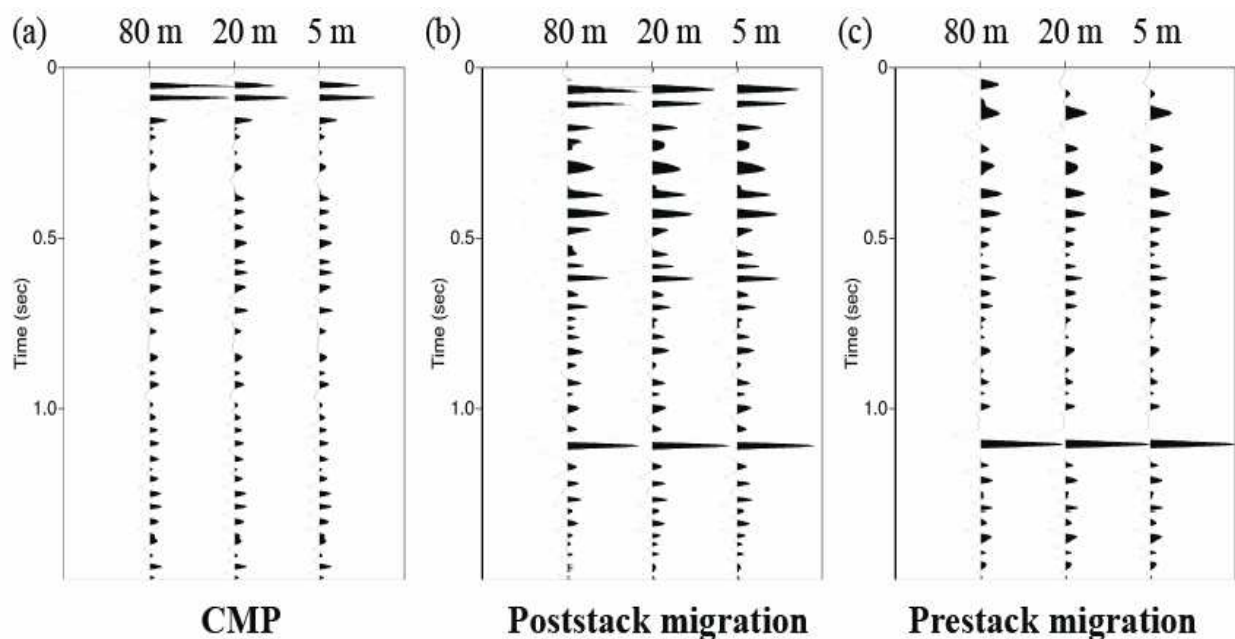 (a) 80 m 20 m 5 m (b) 80 m 20 m 5 m (c) 80 m 20 m 5 m
0 0 0
0.5 0.5 0.5
Time (sec) Time (sec) Time (sec)
1.0 1.0 1.0
CMP Poststack migration Prestack migration